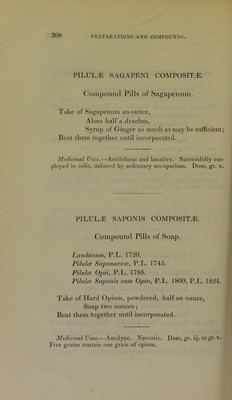 208 PREPARATIONS AND COMPOUNDS.
PILULÆ SAGAPENI COMPOSITÆ.
Compound Pills of Sagapenum.
Take of Sagapenum an ounce,
Aloes half a drachm,
Syrup of Ginger as much as may be sufficient;
Beat them together until incorporated.
Medicinal Uses.—Antibilious and laxative. Successfully em-
ployed in colic, induced by sedentary occupations. Dose, gr. x.
PILULÆ SAPONIS COMPOSITÆ.
Compound Pills of Soap.
Laudanum, P.L. 1720.
Pilulæ Saponaceæ, P.L. 1745.
Pilulæ Opii, P.L. 1788.
Pilulæ Saponis cum Opio, P.L. 1809, P.L. 1824.
Take of Hard Opium, powdered, half an ounce,
Soap two ounces;
Beat them together until incorporated.
Medicinal Uses.—Anodyne. Narcotic. Dose, gr. iij. to gr. x.
Five grains contain one grain of opium.